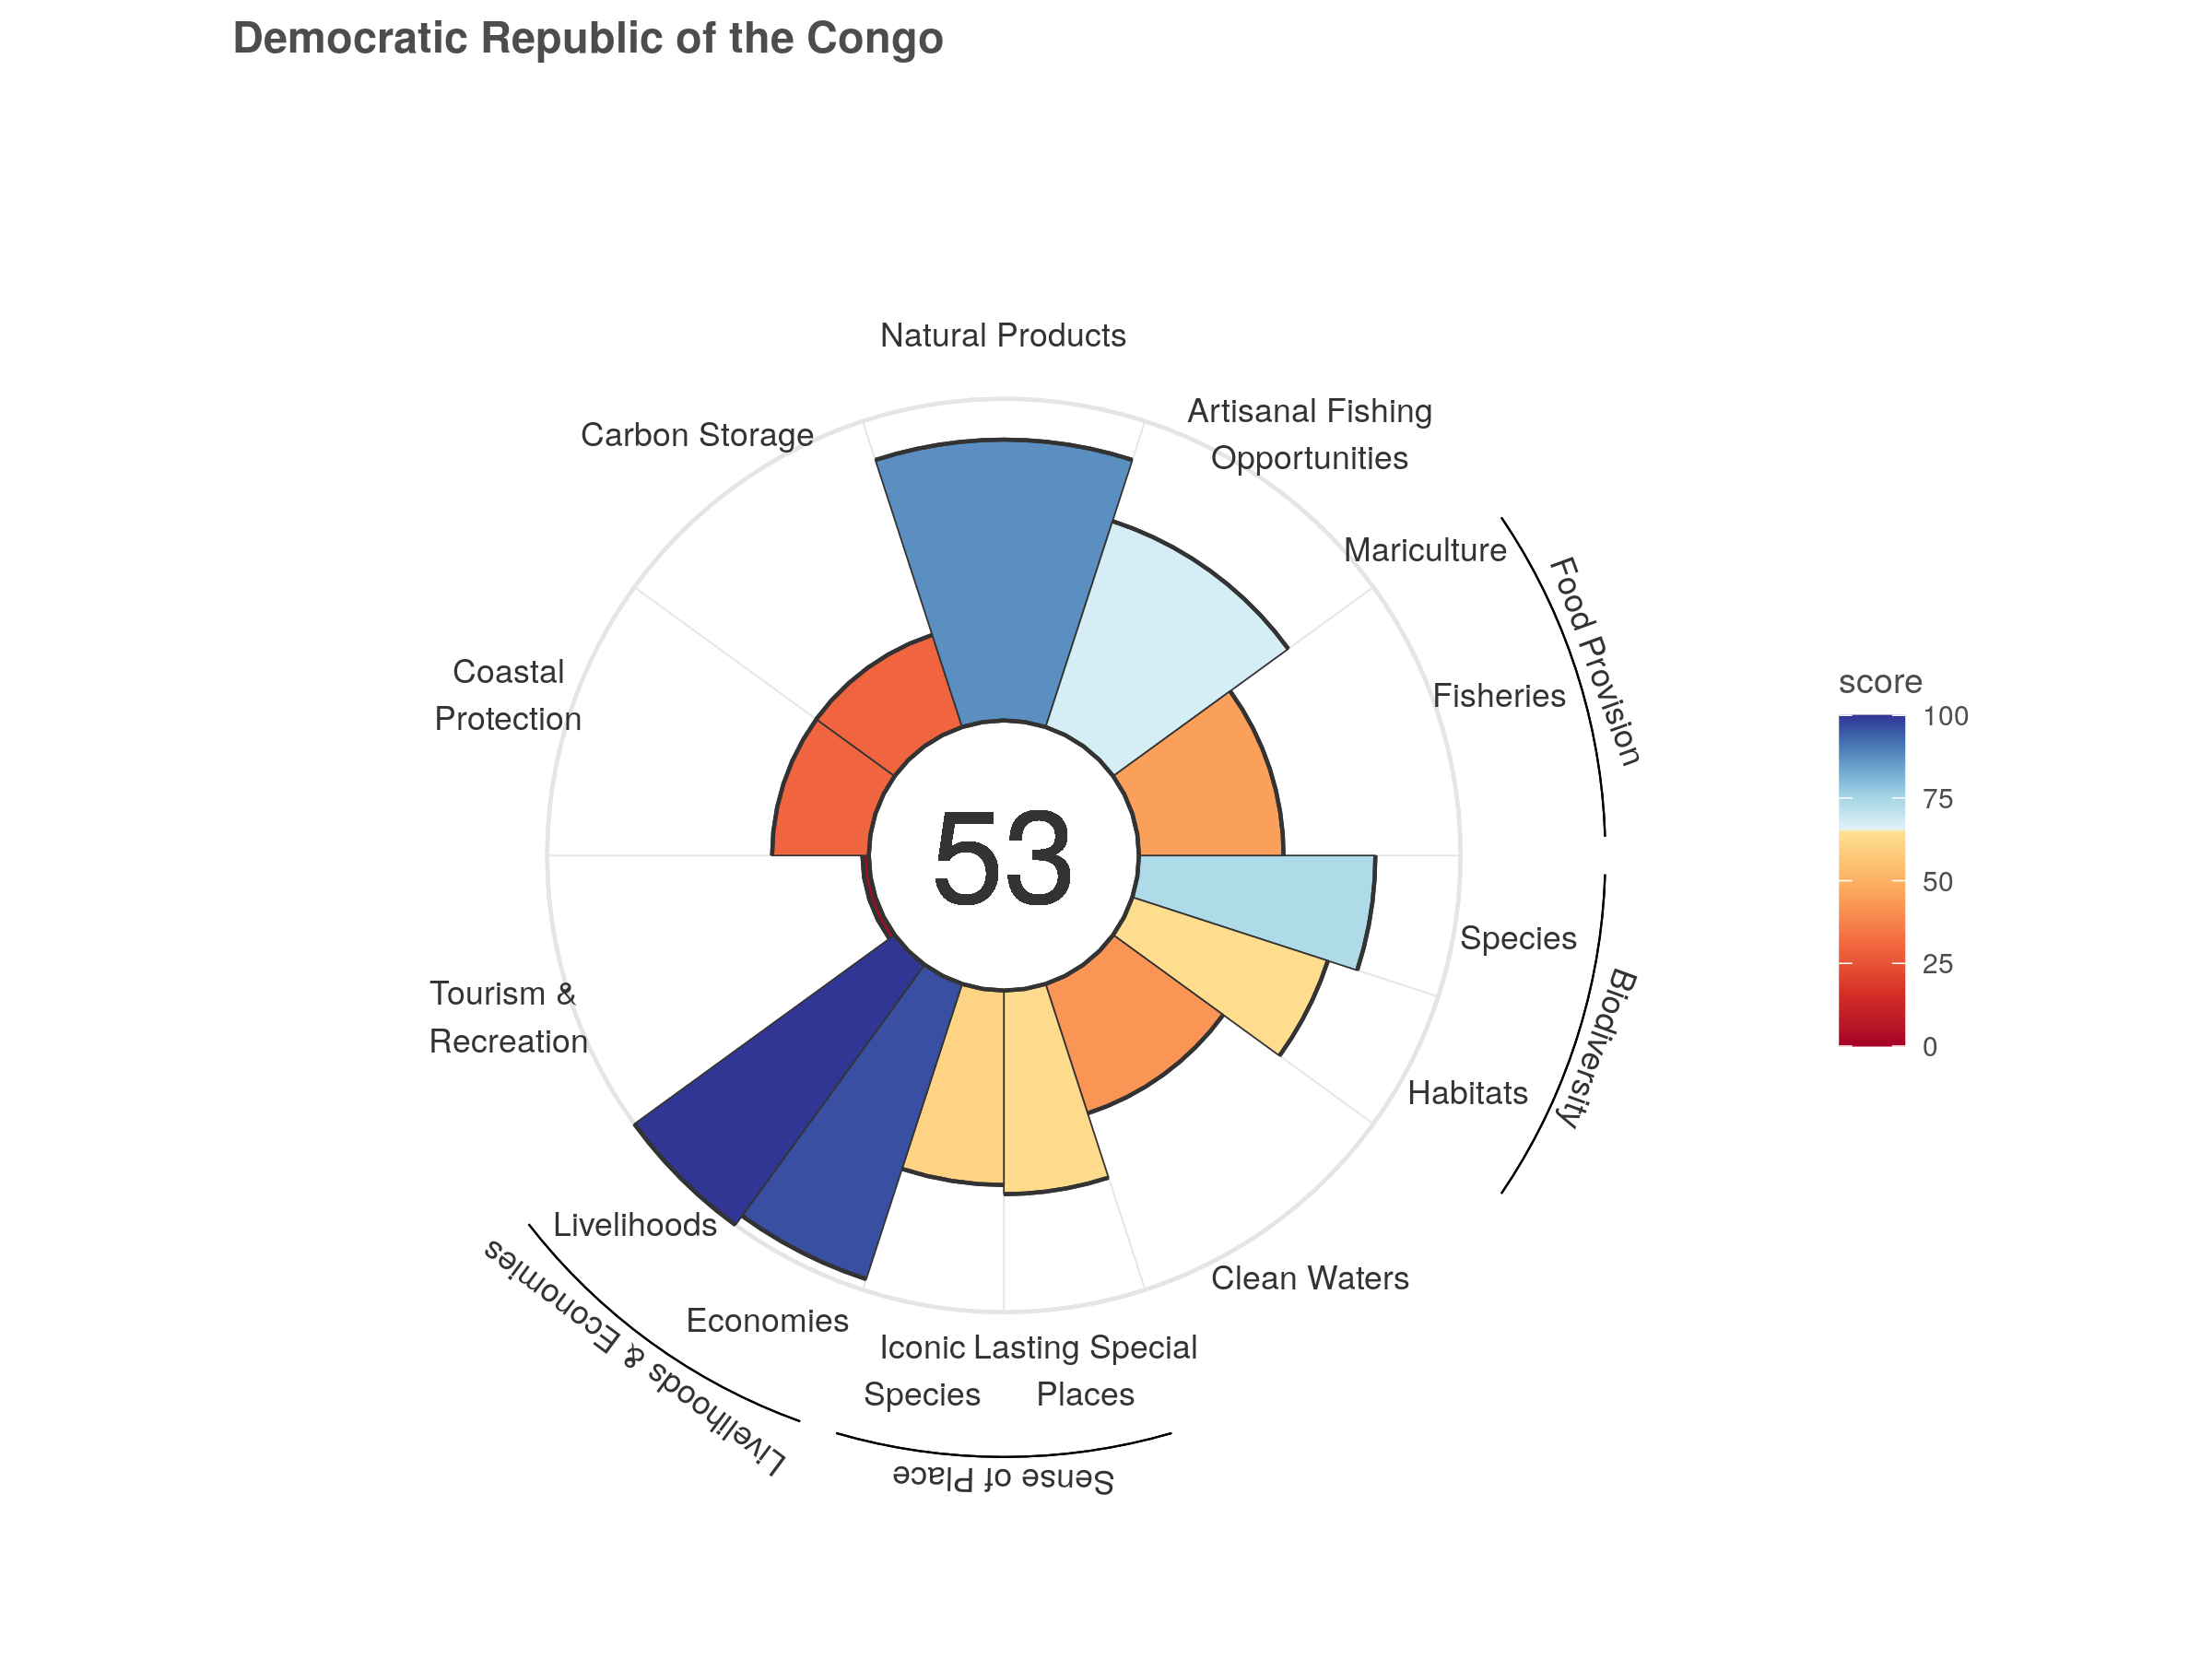 Democratic Republic of the Congo
Natural Products
Artisanal Fishing
Opportunities
Carbon Storage
Mariculture
Food Provision
Coastal
Protection
Fisheries
score
100
75
50
25
0
53
Species
Biodiversity
Tourism &
Recreation
Habitats
Livelihoods
Clean Waters
Economies
Livelihoods & Economies
Iconic
Species
Lasting Special
Places
Sense of Place